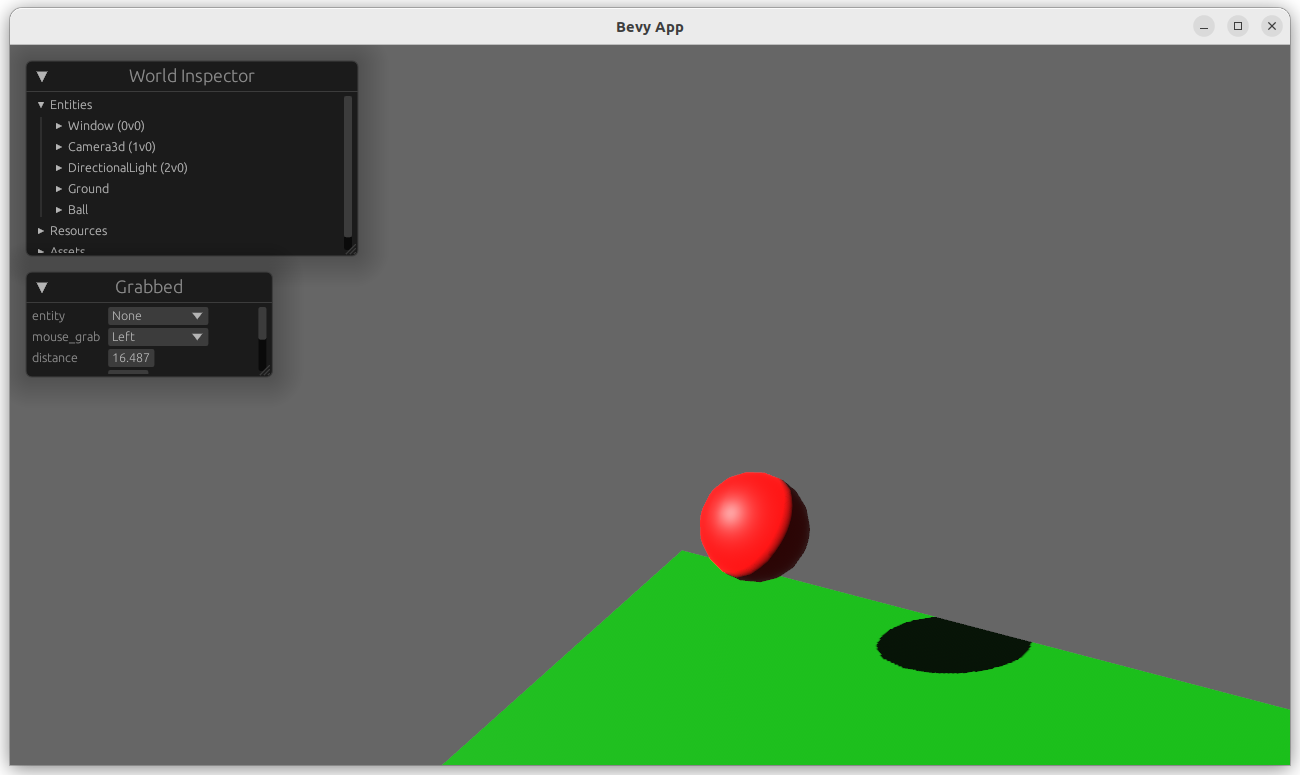 Bevy App
World Inspector
Entities
Window (0v0)
Camera3d (1v0)
DirectionalLight (2v0)
Ground
Ball
Resources
Assets
Grabbed
entity None
mouse_grab Left
distance 16.487